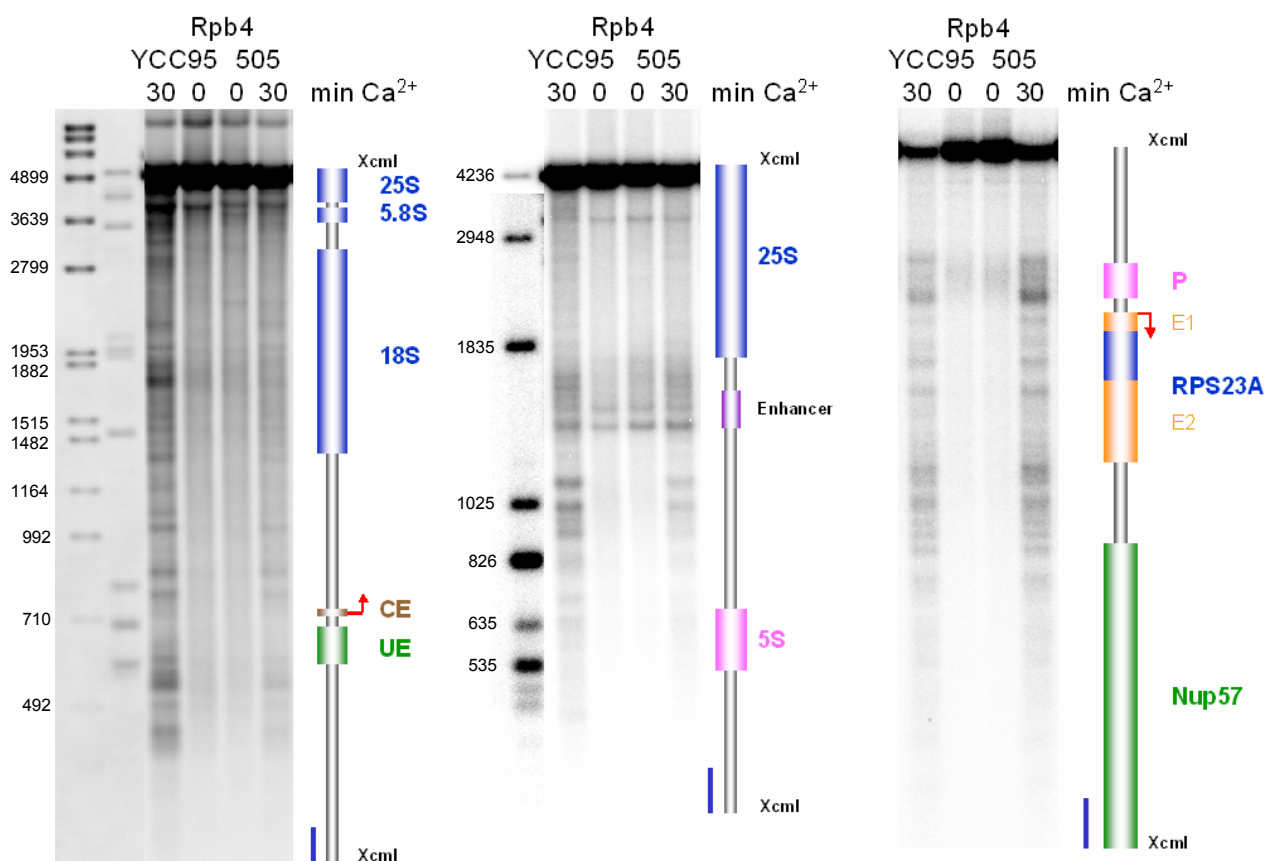 Rpb4
YCC95 505
30 0 0 30 min Ca²⁺
XcmI
4899
25S
3639
5.8S
2799
1953
18S
1882
1515
1482
1164
992
710
CE
UE
492
XcmI
Rpb4
YCC95 505
30 0 0 30 min Ca²⁺
XcmI
4236
2948
25S
1835
Enhancer
1025
826
635
5S
535
XcmI
Rpb4
YCC95 505
30 0 0 30 min Ca²⁺
XcmI
P
E1
RPS23A
E2
Nup57
XcmI